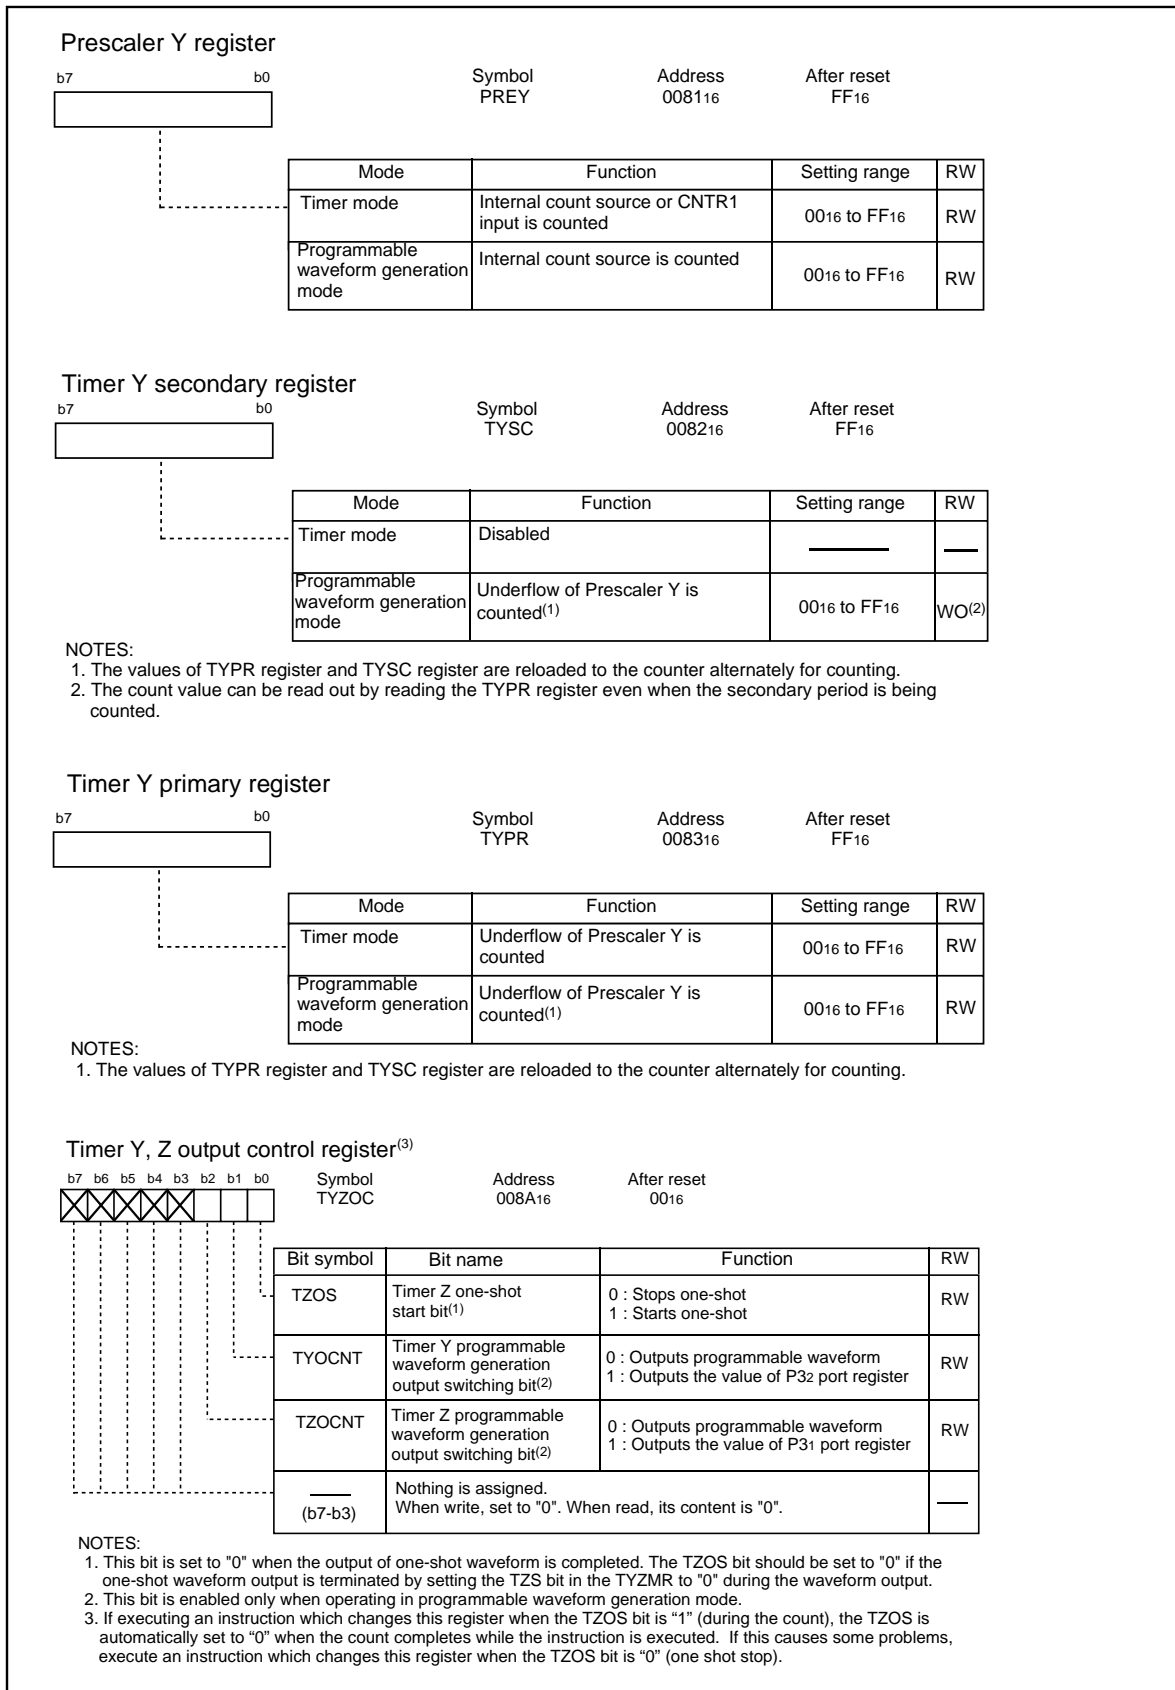 Prescaler Y register
b7 b0 Symbol Address After reset
PREY 008116 FF16
Mode Function Setting range RW
Timer mode Internal count source or CNTR1
input is counted 0016 to FF16 RW
Programmable
waveform generation
mode Internal count source is counted 0016 to FF16 RW
Timer Y secondary register
b7 b0 Symbol Address After reset
TYSC 008216 FF16
Mode Function Setting range RW
Timer mode Disabled
Programmable
waveform generation
mode Underflow of Prescaler Y is
counted(1) 0016 to FF16 WO(2)
NOTES:
1. The values of TYPR register and TYSC register are reloaded to the counter alternately for counting.
2. The count value can be read out by reading the TYPR register even when the secondary period is being
counted.
Timer Y primary register
b7 b0 Symbol Address After reset
TYPR 008316 FF16
Mode Function Setting range RW
Timer mode Underflow of Prescaler Y is
counted 0016 to FF16 RW
Programmable
waveform generation
mode Underflow of Prescaler Y is
counted(1) 0016 to FF16 RW
NOTES:
1. The values of TYPR register and TYSC register are reloaded to the counter alternately for counting.
Timer Y, Z output control register(3)
b7 b6 b5 b4 b3 b2 b1 b0 Symbol Address After reset
TYZOC 008A16 0016
Bit symbol Bit name Function RW
TZOS Timer Z one-shot
start bit(1) 0 : Stops one-shot
1 : Starts one-shot RW
TYOCNT Timer Y programmable
waveform generation
output switching bit(2) 0 : Outputs programmable waveform
1 : Outputs the value of P32 port register RW
TZOCNT Timer Z programmable
waveform generation
output switching bit(2) 0 : Outputs programmable waveform
1 : Outputs the value of P31 port register RW
(b7-b3) Nothing is assigned.
When write, set to "0". When read, its content is "0".
NOTES:
1. This bit is set to "0" when the output of one-shot waveform is completed. The TZOS bit should be set to "0" if the
one-shot waveform output is terminated by setting the TZS bit in the TYZMR to "0" during the waveform output.
2. This bit is enabled only when operating in programmable waveform generation mode.
3. If executing an instruction which changes this register when the TZOS bit is “1” (during the count), the TZOS is
automatically set to “0” when the count completes while the instruction is executed. If this causes some problems,
execute an instruction which changes this register when the TZOS bit is “0” (one shot stop).